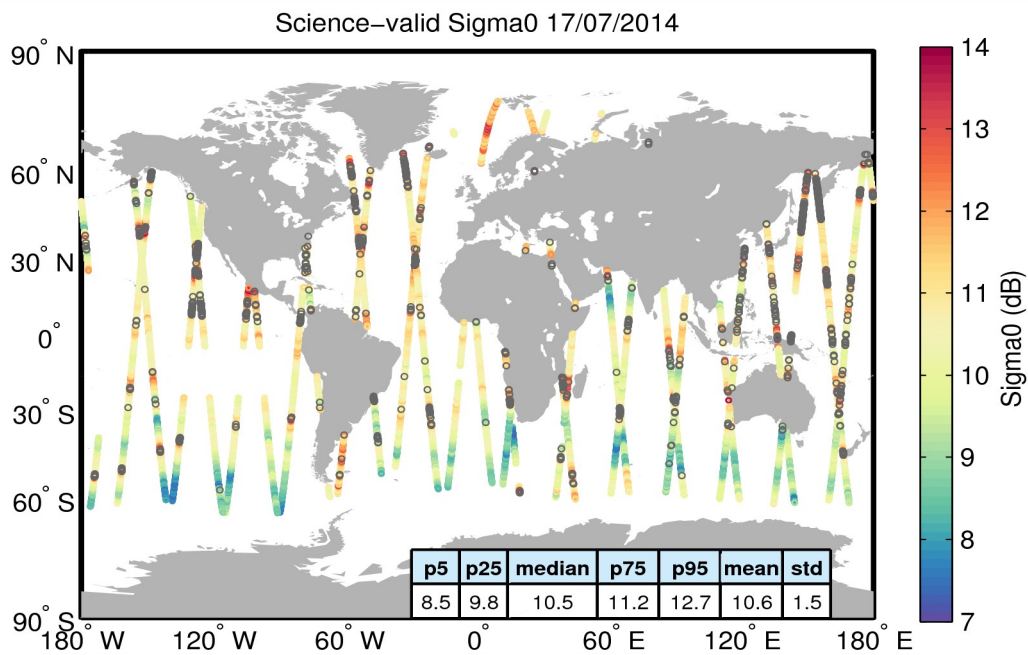 Science−valid Sigma0 17/07/2014
90° N
60° N
30° N
0°
30° S
60° S
90° S
180° W
120° W
60° W
0°
60° E
120° E
180° E
p5 p25 median p75 p95 mean std
8.5 9.8 10.5 11.2 12.7 10.6 1.5
14
13
12
11
10
9
8
7
Sigma0 (dB)